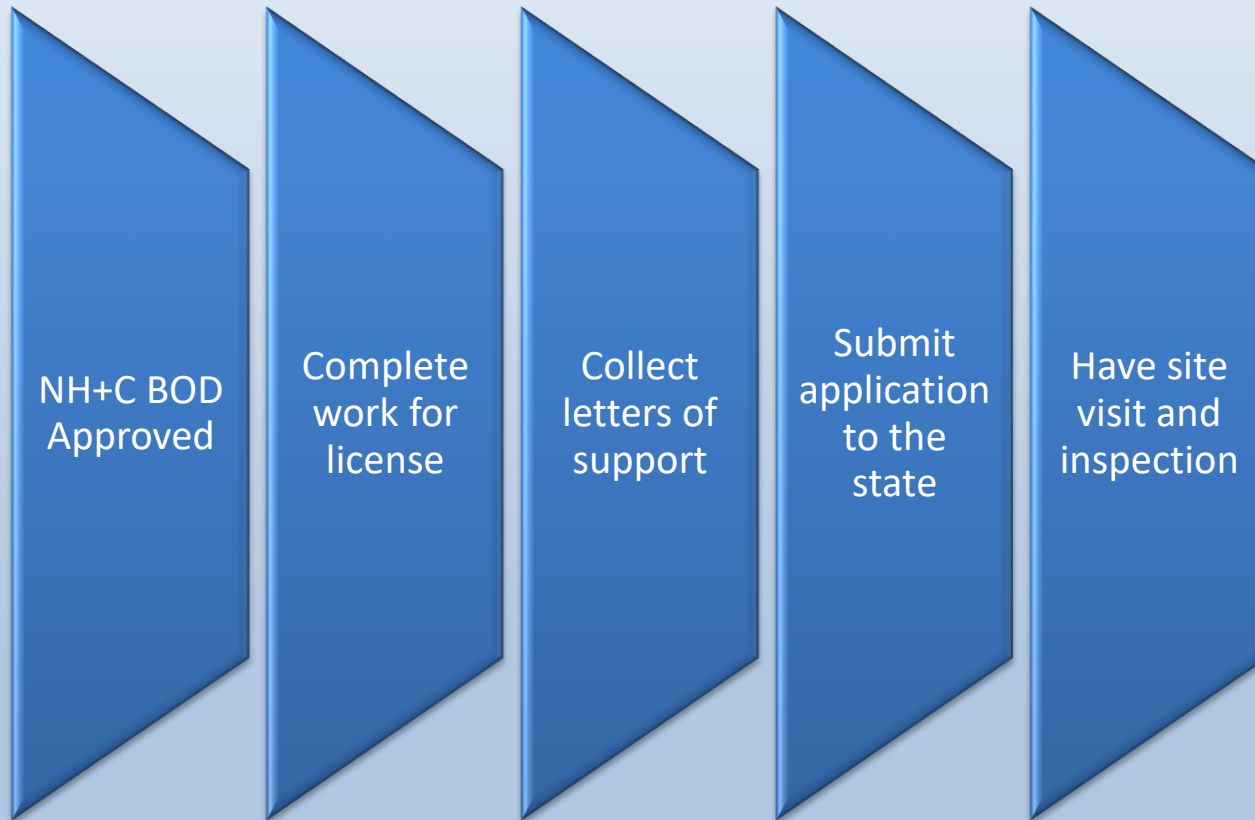 NH+C BOD
Approved
Complete
work for
license
Collect
letters of
support
Submit
application
to the
state
Have site
visit and
inspection